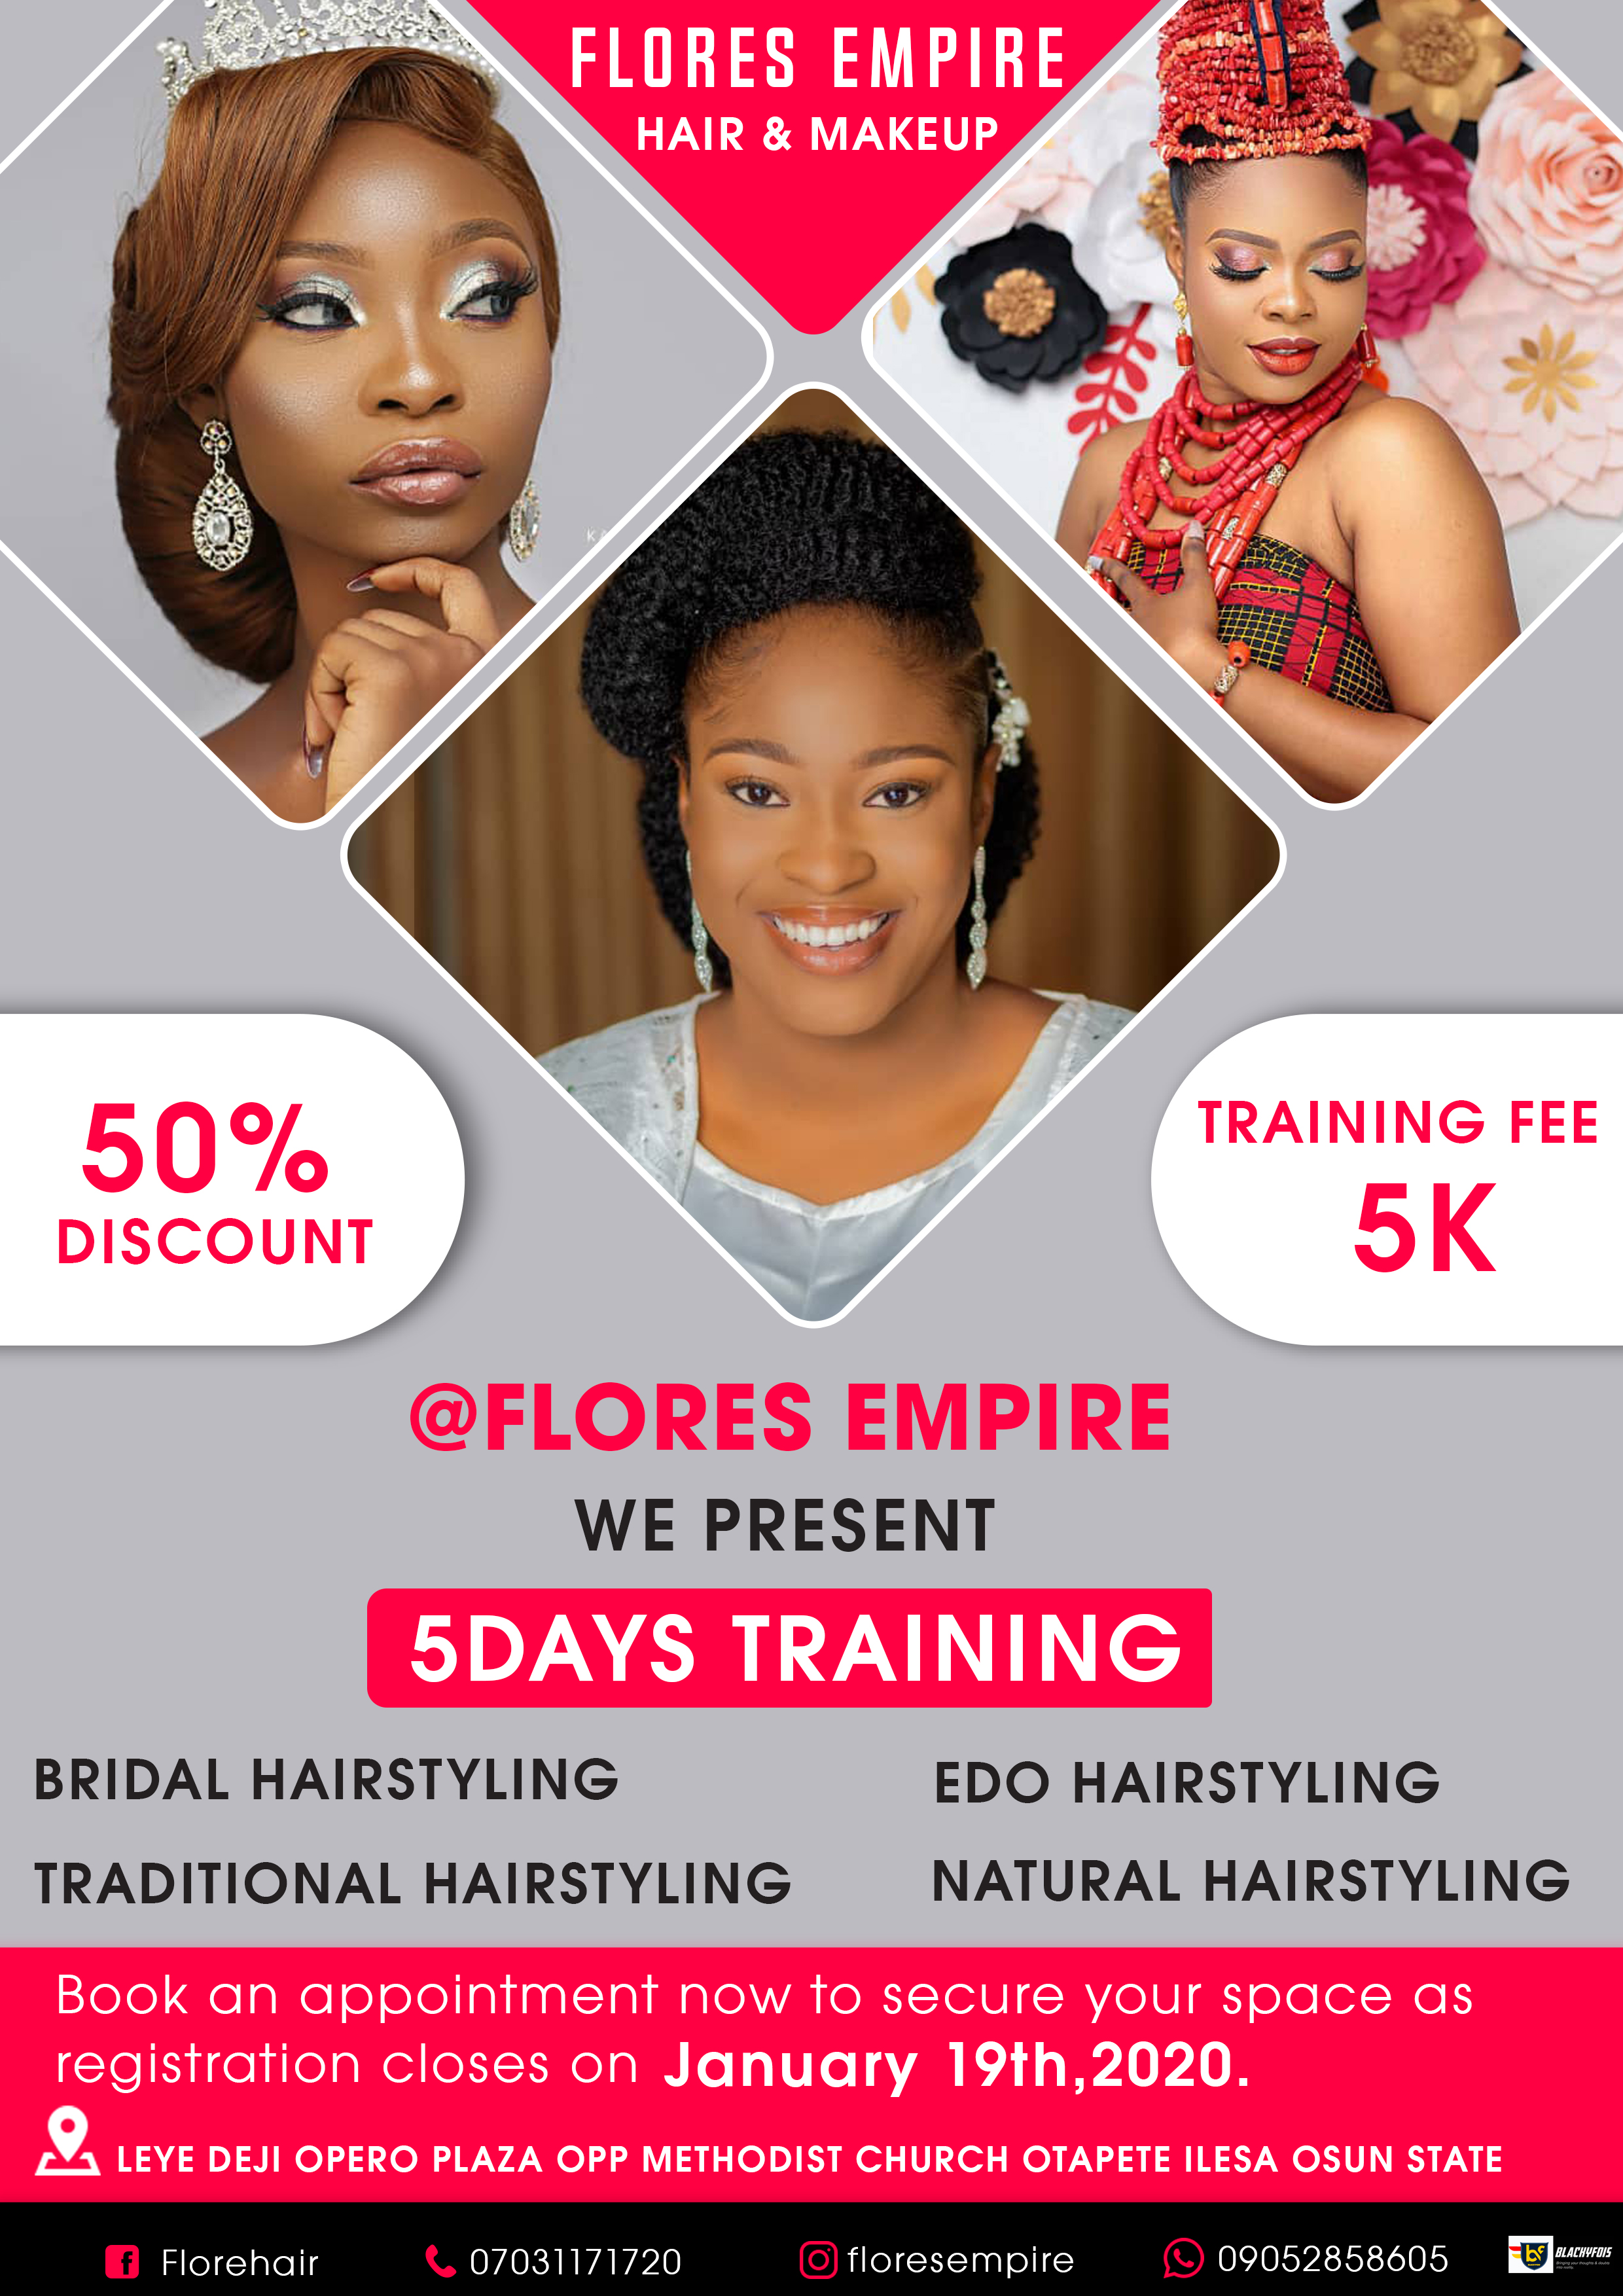 FLORES EMPIRE
HAIR & MAKEUP
KA
50%
DISCOUNT
TRAINING FEE
5K
@FLORES EMPIRE
WE PRESENT
5DAYS TRAINING
BRIDAL HAIRSTYLING
EDO HAIRSTYLING
TRADITIONAL HAIRSTYLING
NATURAL HAIRSTYLING
Book an appointment now to secure your space as
registration closes on January 19th,2020.
LEYE DEJI OPERO PLAZA OPP METHODIST CHURCH OTAPETE ILESA OSUN STATE
Florehair
07031171720
floresempire
09052858605
BLACHYFDIS